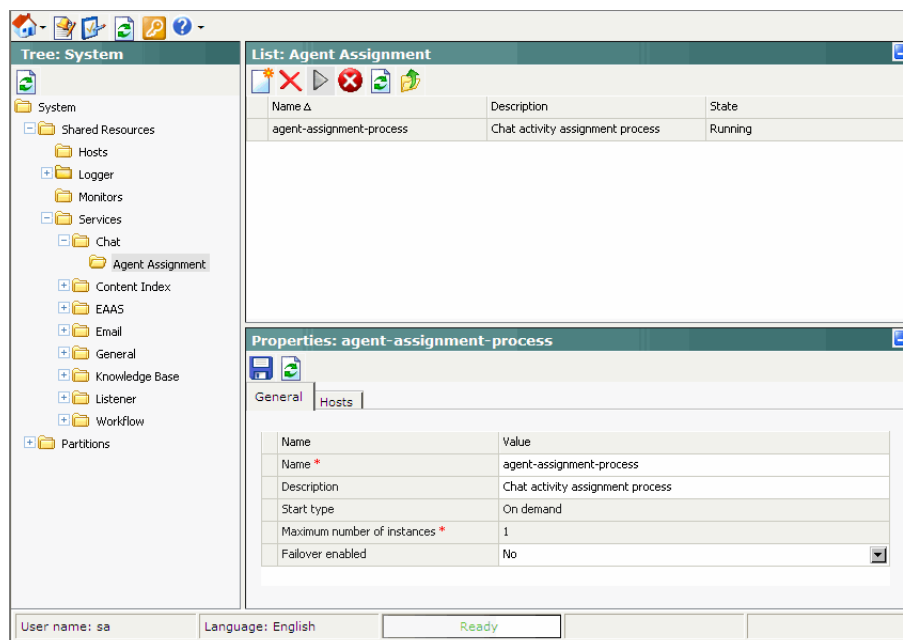 Tree: System
System
Shared Resources
Hosts
Logger
Monitors
Services
Chat
Agent Assignment
Content Index
EAAS
Email
General
Knowledge Base
Listener
Workflow
Partitions
List: Agent Assignment
Name Description State
agent-assignment-process Chat activity assignment process Running
Properties: agent-assignment-process
General Hosts
Name Value
Name * agent-assignment-process
Description Chat activity assignment process
Start type On demand
Maximum number of instances * 1
Failover enabled No
User name: sa Language: English Ready